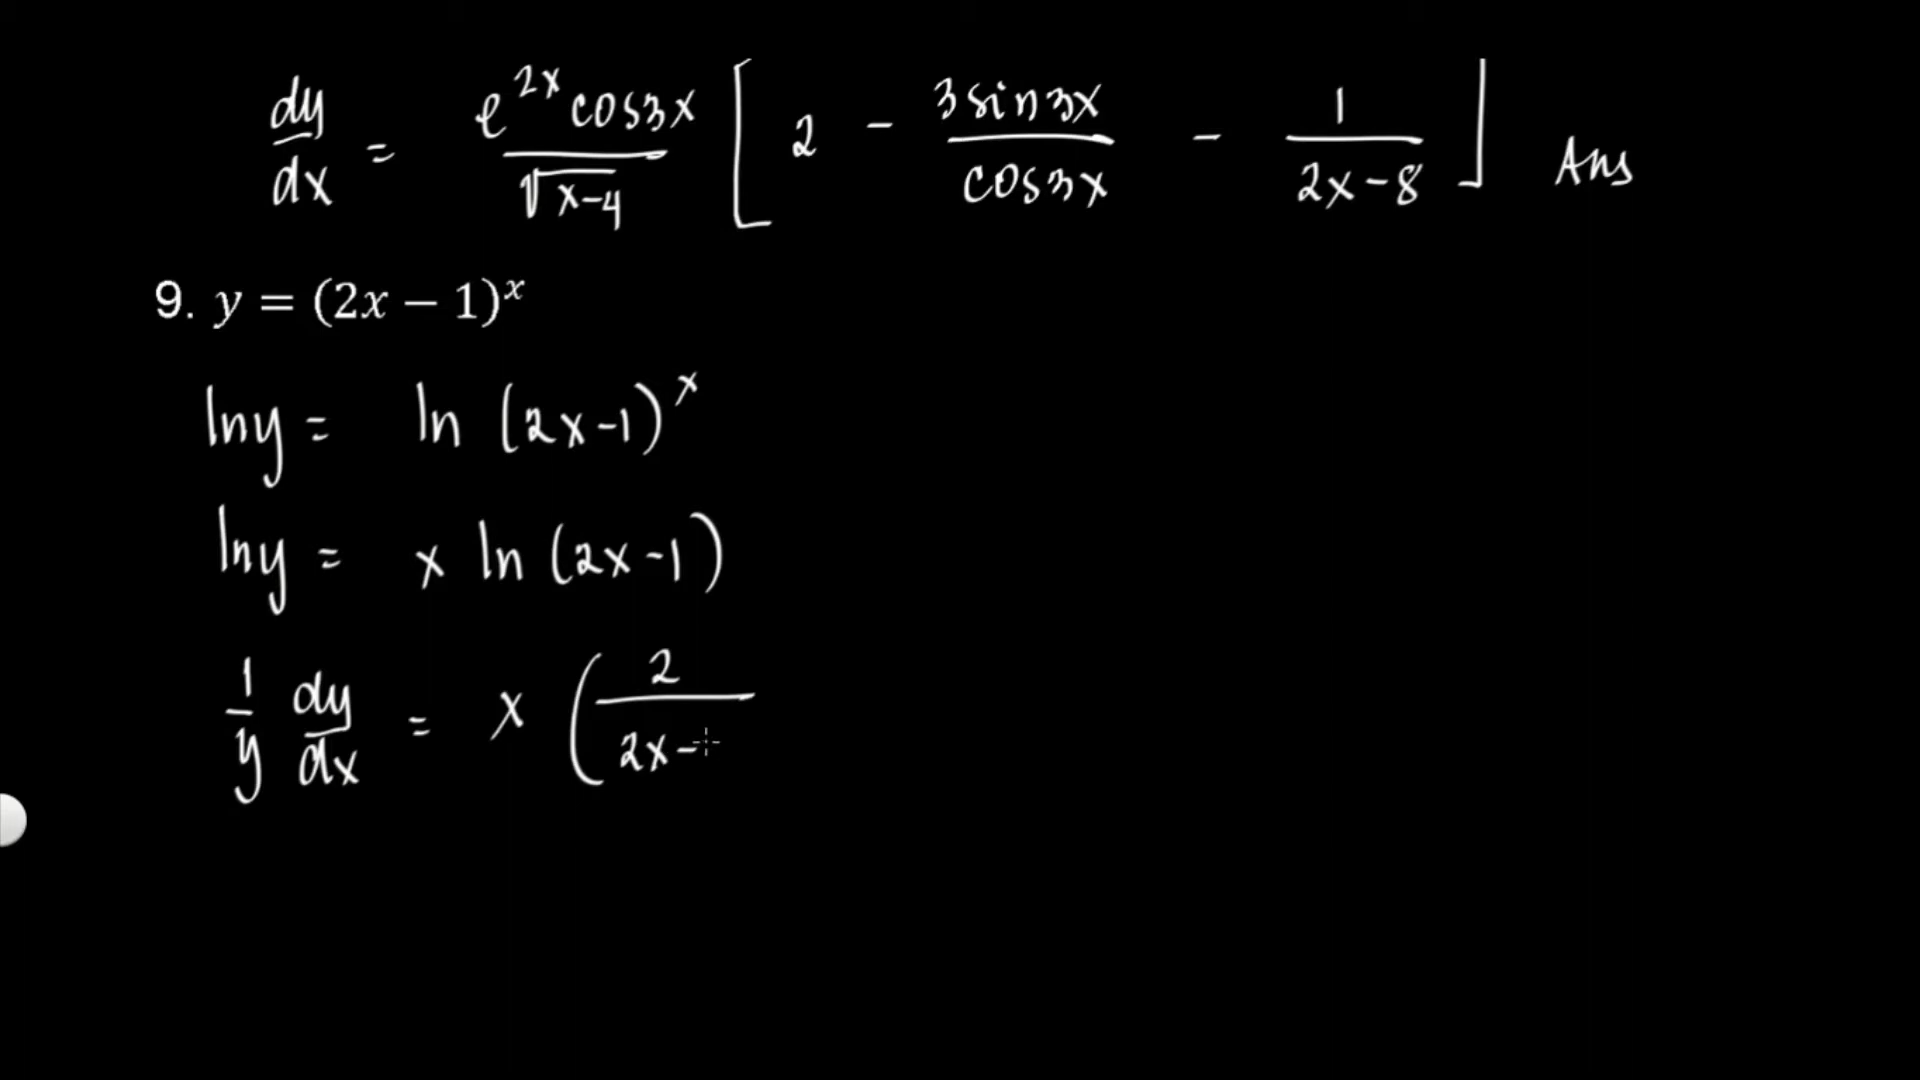 dy/dx = e^{2x} cos3x / √(x-4) [ 2 - 3sin3x/cos3x - 1/(2x-8) ] Ans
9. y = (2x − 1)^x
lny = ln (2x-1)^x
lny = x ln (2x-1)
1/y dy/dx = x ( 2/2x-